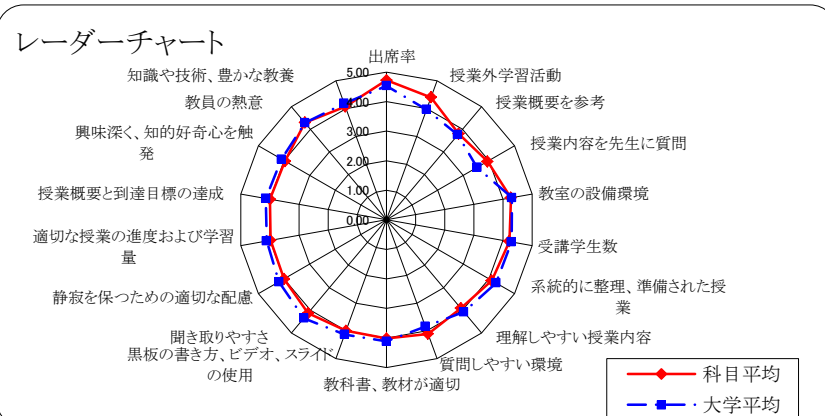 レーダーチャート
出席率
授業外学習活動
授業概要を参考
授業内容を先生に質問
教室の設備環境
受講学生数
系統的に整理、準備された授
業
理解しやすい授業内容
質問しやすい環境
教科書、教材が適切
黒板の書き方、ビデオ、スライド
の使用
聞き取りやすさ
静寂を保つための適切な配慮
適切な授業の進度および学習
量
授業概要と到達目標の達成
興味深く、知的好奇心を触
発
教員の熱意
知識や技術、豊かな教養
5.00
4.00
3.00
2.00
1.00
0.00
科目平均
大学平均